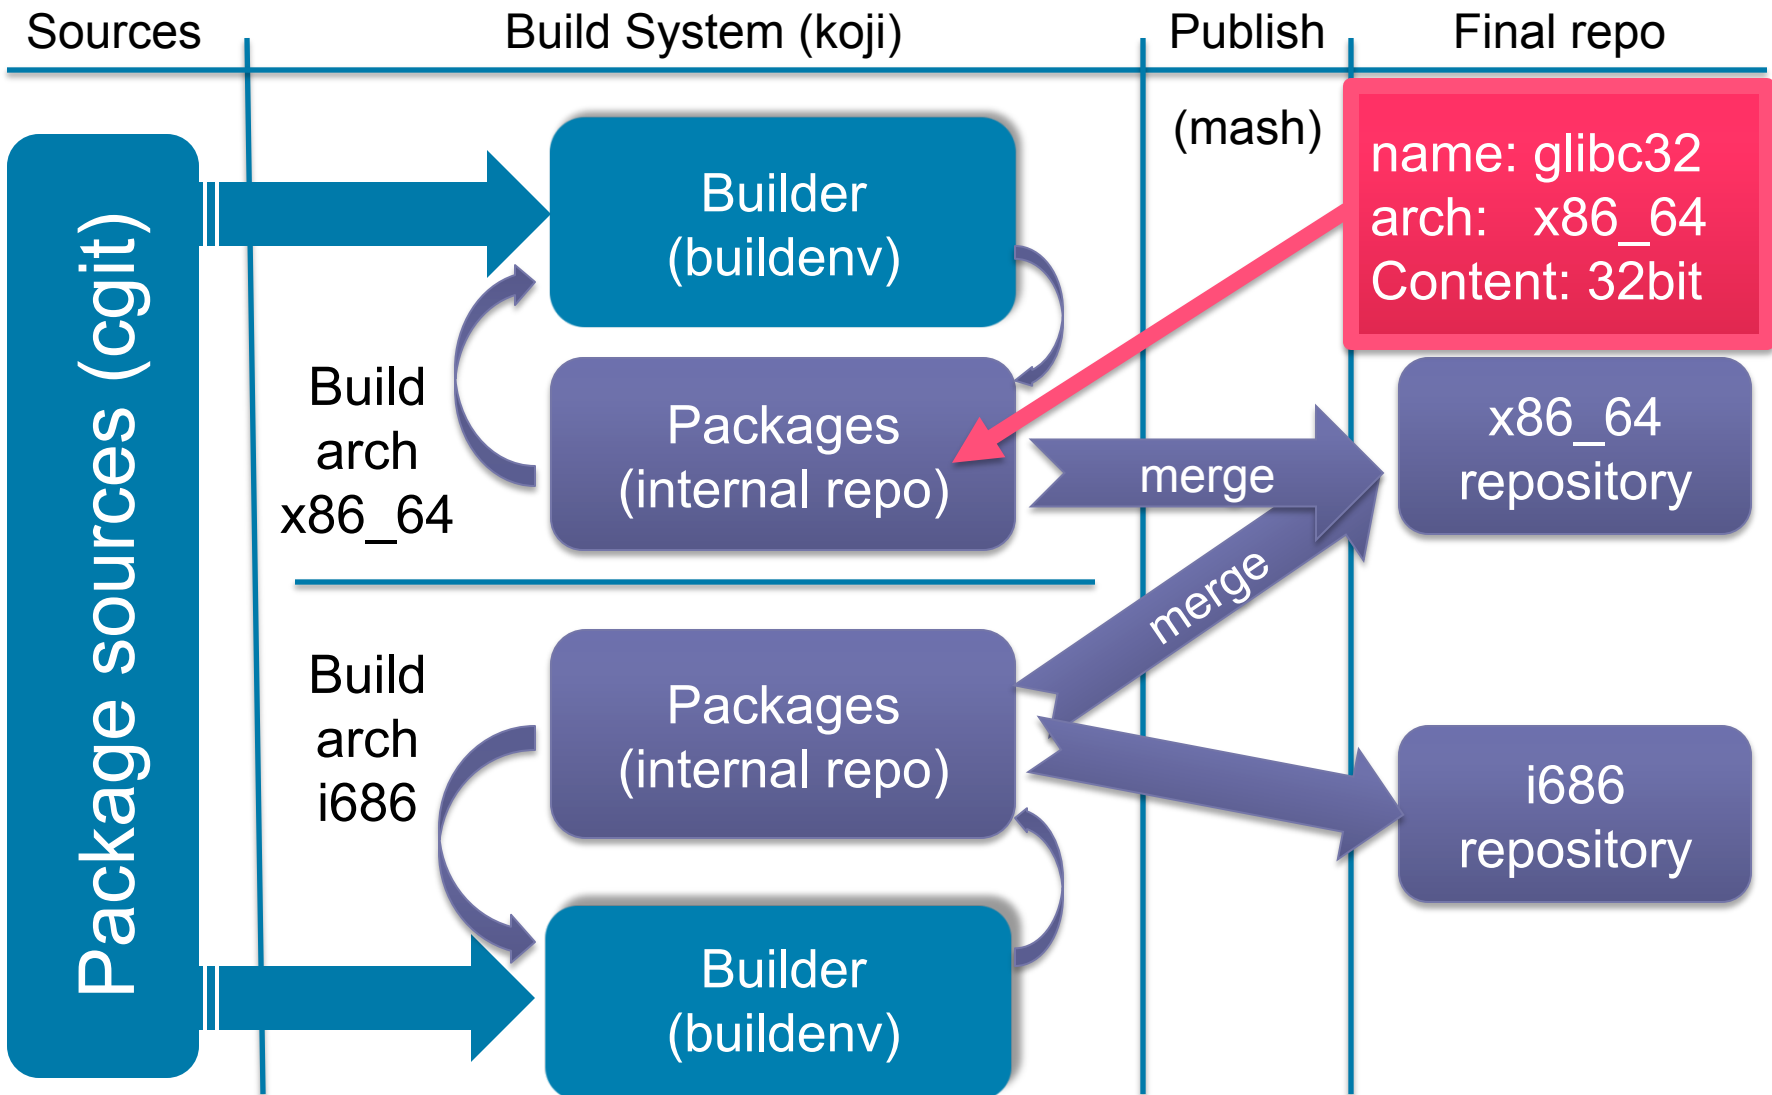 Sources
Build System (koji)
Publish
Final repo
(mash)
name: glibc32
arch: x86_64
Content: 32bit
Package sources (cgit)
Builder
(buildenv)
Build
arch
x86_64
Packages
(internal repo)
merge
x86_64
repository
merge
Build
arch
i686
Packages
(internal repo)
i686
repository
Builder
(buildenv)